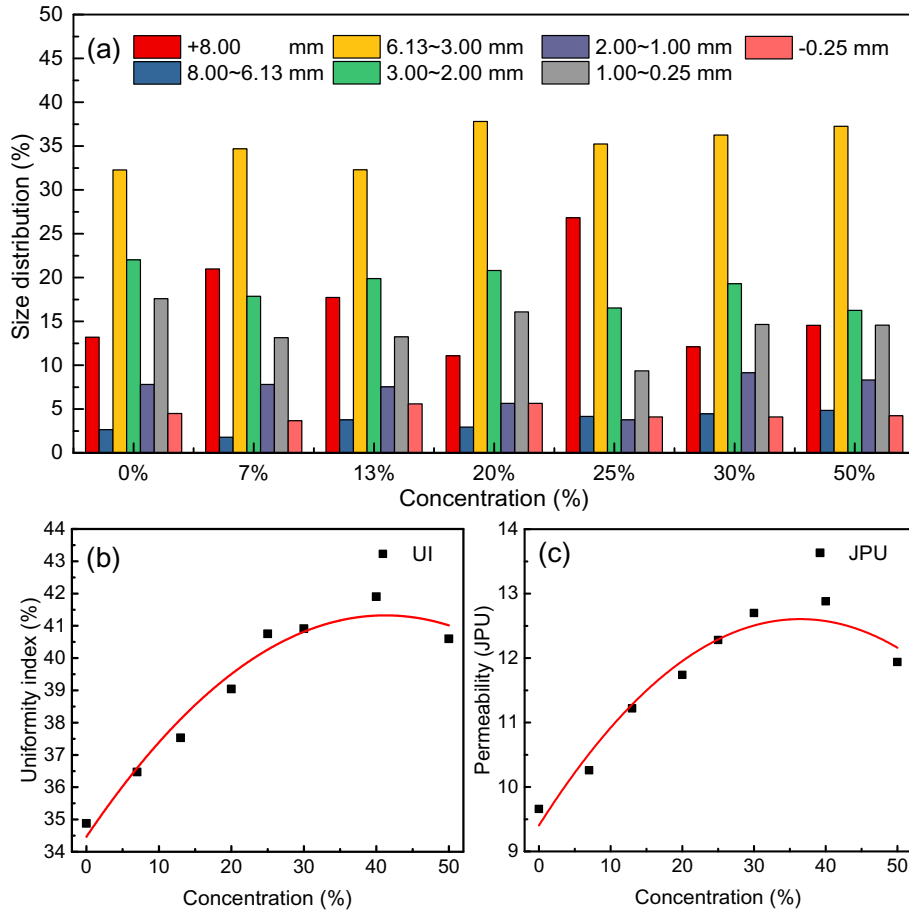 (a)
+8.00 mm
6.13~3.00 mm
2.00~1.00 mm
-0.25 mm
8.00~6.13 mm
3.00~2.00 mm
1.00~0.25 mm
Size distribution (%)
50
45
40
35
30
25
20
15
10
5
0
0% 7% 13% 20% 25% 30% 50%
Concentration (%)
(b)
UI
Uniformity index (%)
44
43
42
41
40
39
38
37
36
35
34
0 10 20 30 40 50
Concentration (%)
(c)
JPU
Permeability (JPU)
14
13
12
11
10
9
0 10 20 30 40 50
Concentration (%)